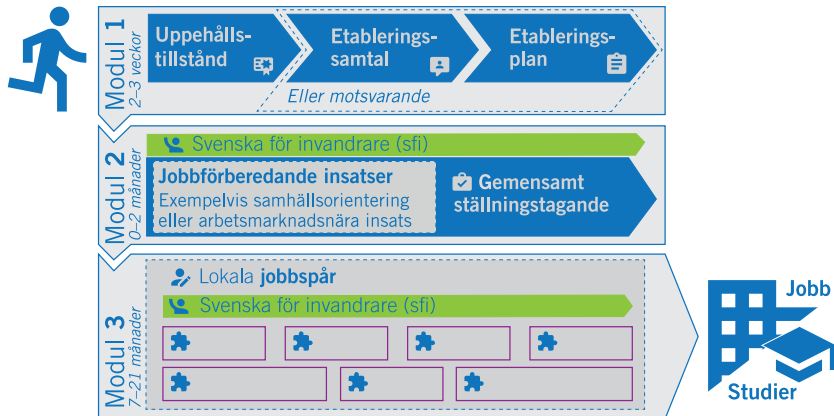 Modul 1
2–3 veckor
Uppehålls-
tillstånd
Etablerings-
samtal
Etablerings-
plan
Eller motsvarande
Modul 2
0–2 månader
Svenska för invandrare (sfi)
Jobbförberedande insatser
Exempelvis samhällsorientering
eller arbetsmarknadsnära insats
Gemensamt
ställningstagande
Modul 3
7–21 månader
Lokala jobbspår
Svenska för invandrare (sfi)
Jobb
Studier